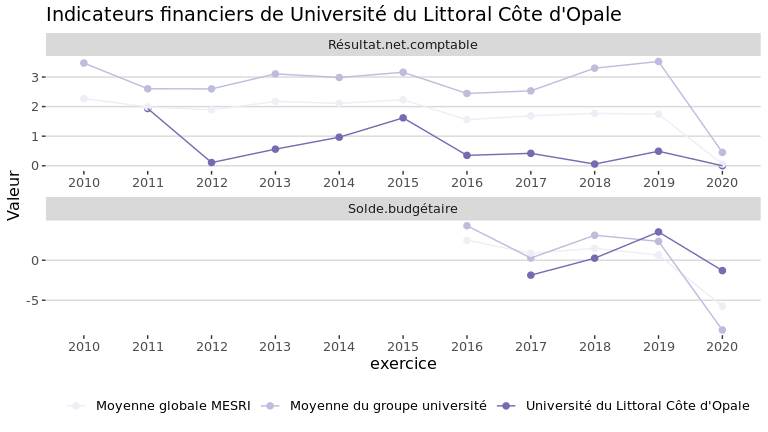 Indicateurs financiers de Université du Littoral Côte d'Opale
Résultat.net.comptable
3
2
1
0
2010 2011 2012 2013 2014 2015 2016 2017 2018 2019 2020
Valeur
Solde.budgétaire
0
-5
2010 2011 2012 2013 2014 2015 2016 2017 2018 2019 2020
exercice
Moyenne globale MESRI Moyenne du groupe université Université du Littoral Côte d'Opale